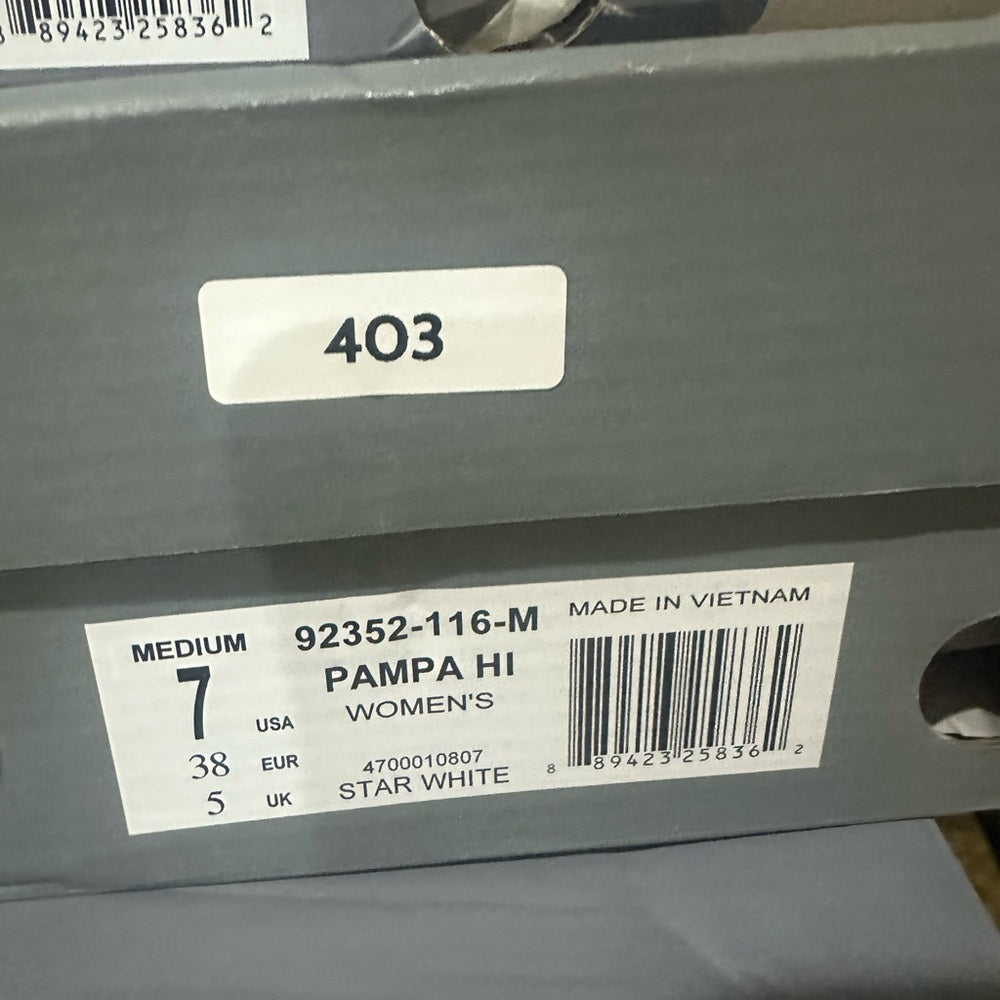 89423 25836 2
403
MEDIUM
7 USA
38 EUR
5 UK
92352-116-M
PAMPA HI
WOMEN'S
4700010807
STAR WHITE
MADE IN VIETNAM
8 89423 25836 2